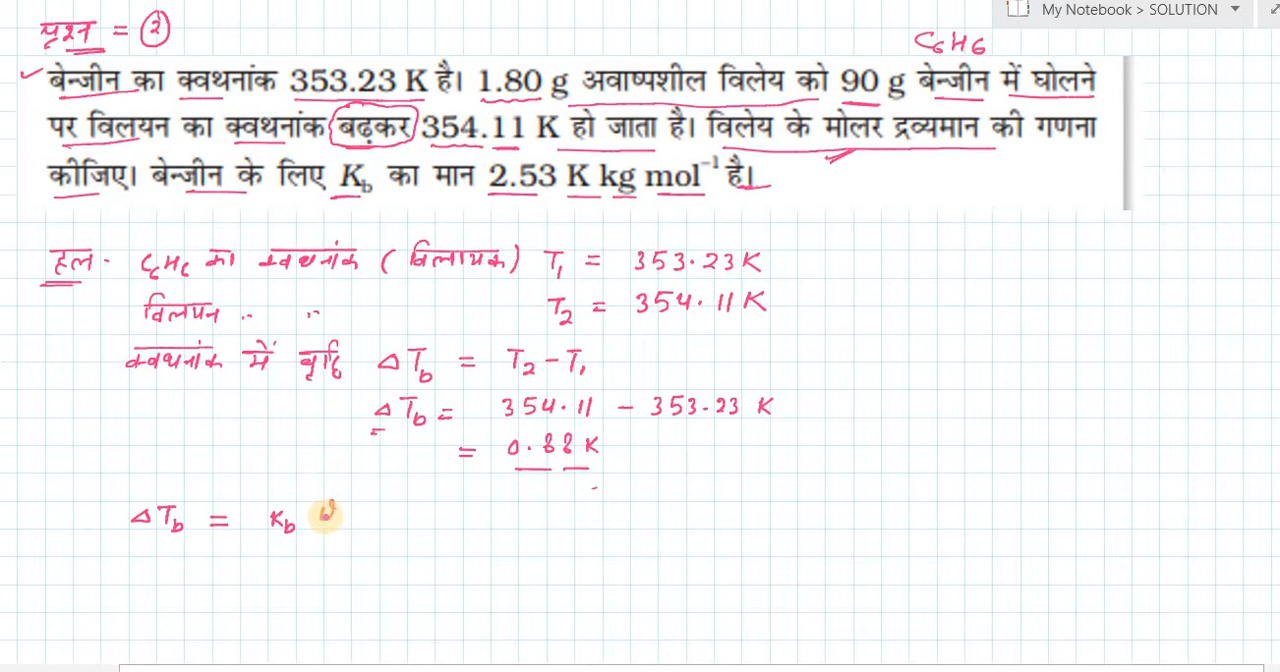 My Notebook > SOLUTION
प्रश्न = ②
C6H6
बेन्जीन का क्वथनांक 353.23 K है। 1.80 g अवाष्पशील विलेय को 90 g बेन्जीन में घोलने
पर विलयन का क्वथनांक बढ़कर 354.11 K हो जाता है। विलेय के मोलर द्रव्यमान की गणना
कीजिए। बेन्जीन के लिए Kb का मान 2.53 K kg mol⁻¹ है।
हल - C6H6 का क्वथनांक (विलायक) T1 = 353.23 K
विलयन " " T2 = 354.11 K
क्वथनांक में वृद्धि ΔTb = T2 - T1
ΔTb = 354.11 - 353.23 K
= 0.88 K
ΔTb = Kb